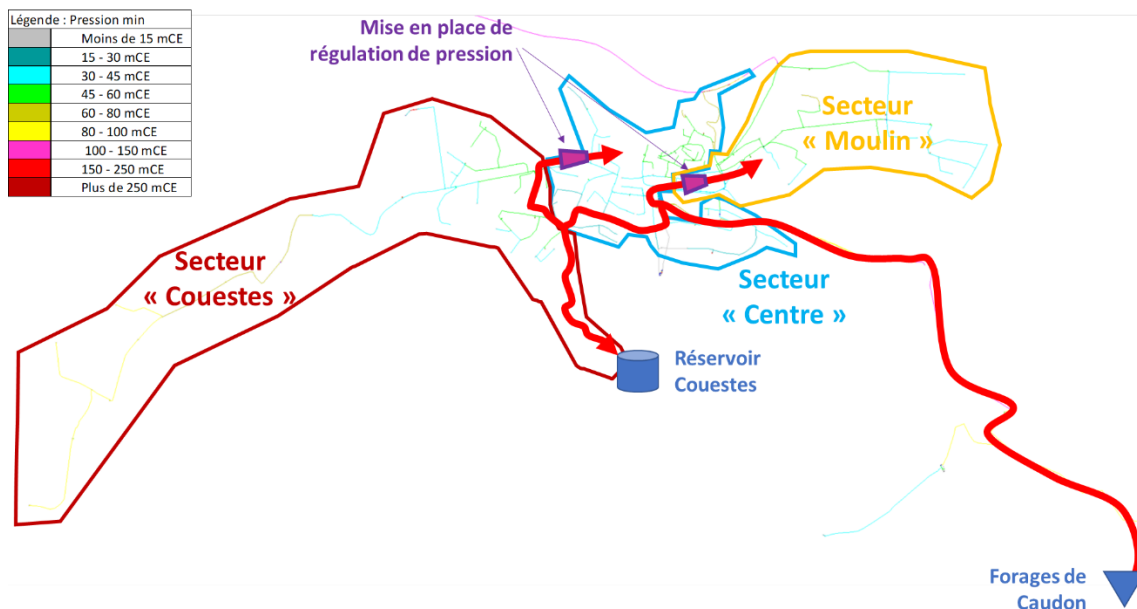 Légende : Pression min
Moins de 15 mCE
15 - 30 mCE
30 - 45 mCE
45 - 60 mCE
60 - 80 mCE
80 - 100 mCE
100 - 150 mCE
150 - 250 mCE
Plus de 250 mCE
Mise en place de
régulation de pression
Secteur
« Moulin »
Secteur
« Couestes »
Secteur
« Centre »
Réservoir
Couestes
Forages de
Caudon